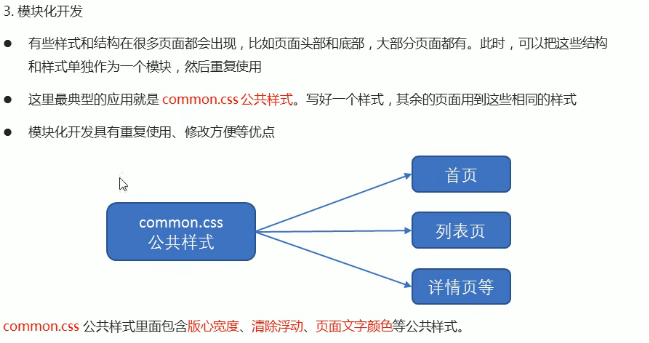 3. 模块化开发
● 有些样式和结构在很多页面都会出现，比如页面头部和底部，大部分页面都有。此时，可以把这些结构
和样式单独作为一个模块，然后重复使用
● 这里最典型的应用就是 common.css 公共样式。写好一个样式，其余的页面用到这些相同的样式
● 模块化开发具有重复使用、修改方便等优点
首页
common.css
公共样式
列表页
详情页等
common.css 公共样式里面包含版心宽度、清除浮动、页面文字颜色等公共样式。